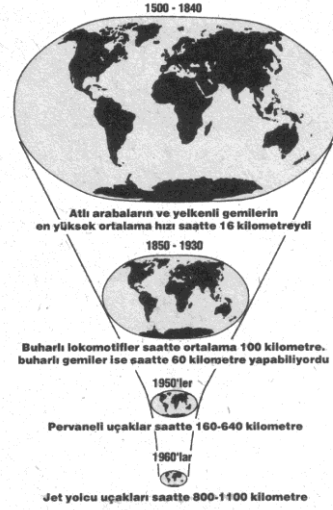 1500 - 1840
Atlı arabaların ve yelkenli gemilerin
en yüksek ortalama hızı saatte 16 kilometreydi
1850 - 1930
Buharlı lokomotifler saatte ortalama 100 kilometre.
buharlı gemiler ise saatte 60 kilometre yapabiliyordu
1950'ler
Pervaneli uçaklar saatte 160-640 kilometre
1960'lar
Jet yolcu uçakları saatte 800-1100 kilometre